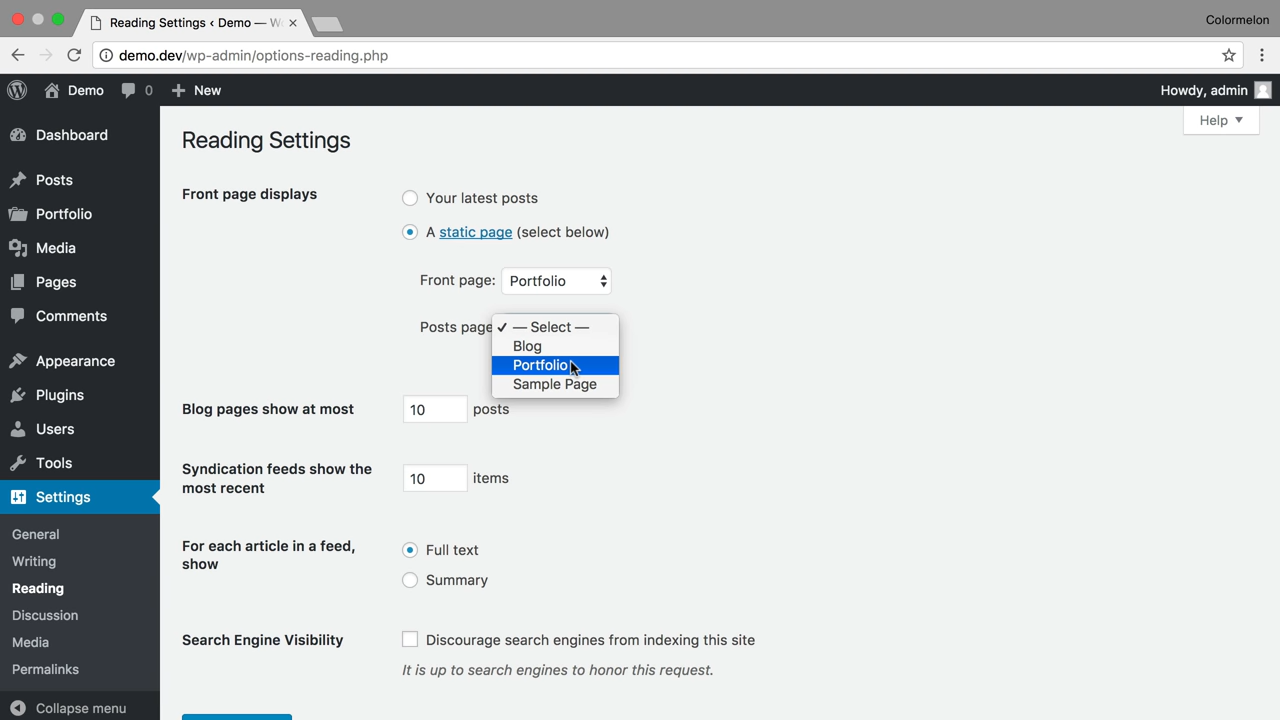 Reading Settings ‹ Demo — W
Colormelon
demo.dev/wp-admin/options-reading.php
Demo 0 New
Howdy, admin
Help
Dashboard
Posts
Portfolio
Media
Pages
Comments
Appearance
Plugins
Users
Tools
Settings
General
Writing
Reading
Discussion
Media
Permalinks
Collapse menu
Reading Settings
Front page displays
Your latest posts
A static page (select below)
Front page: Portfolio
Posts page
— Select —
Blog
Portfolio
Sample Page
Blog pages show at most
10 posts
Syndication feeds show the
most recent
10 items
For each article in a feed,
show
Full text
Summary
Search Engine Visibility
Discourage search engines from indexing this site
It is up to search engines to honor this request.